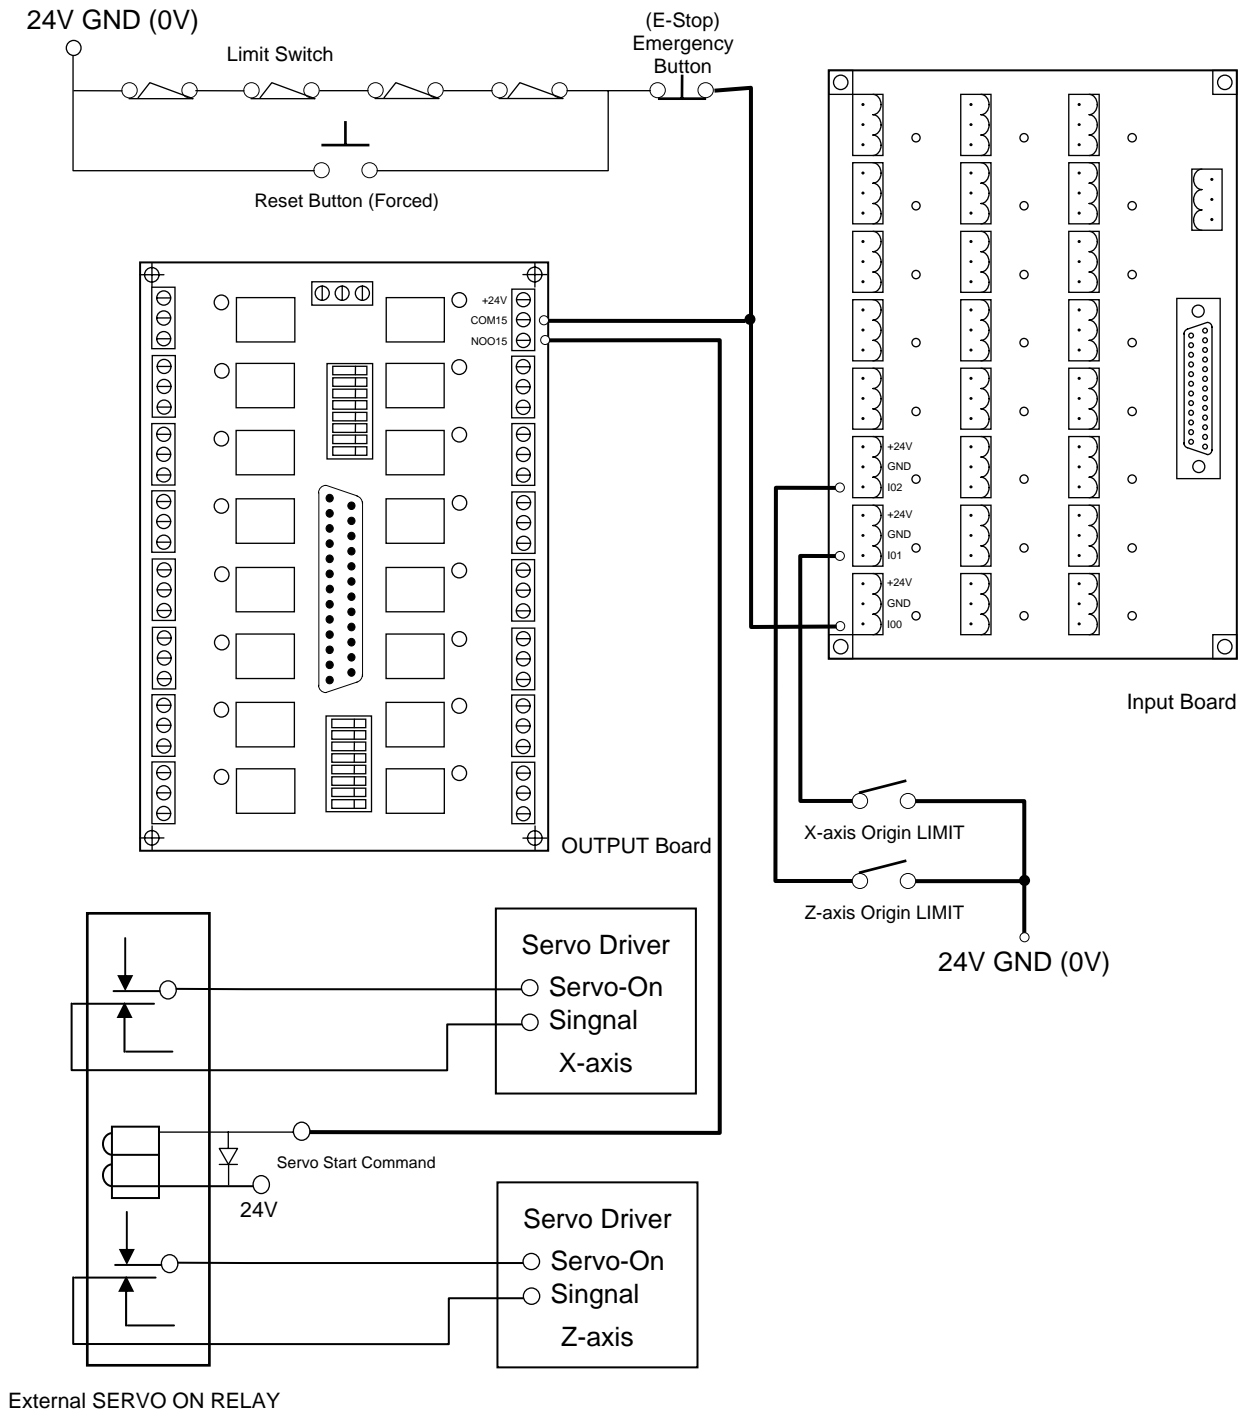 24V GND (0V)
Limit Switch
(E-Stop)
Emergency
Button
Reset Button (Forced)
+24V
COM15
NOO15
+24V
GND
I02
+24V
GND
I01
+24V
GND
I00
Input Board
OUTPUT Board
X-axis Origin LIMIT
Z-axis Origin LIMIT
24V GND (0V)
Servo Driver
Servo-On
Singnal
X-axis
Servo Start Command
24V
Servo Driver
Servo-On
Singnal
Z-axis
External SERVO ON RELAY